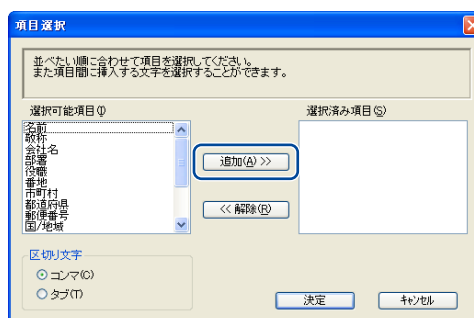 項目選択
並べたい順に合わせて項目を選択してください。
また項目間に挿入する文字を選択することができます。
選択可能項目(I)
選択済み項目(S)
名前
敬称
会社名
部署
役職
番地
市町村
都道府県
郵便番号
国/地域
追加(A) >>
<< 解除(R)
区切り文字
コンマ(C)
タブ(T)
決定
キャンセル